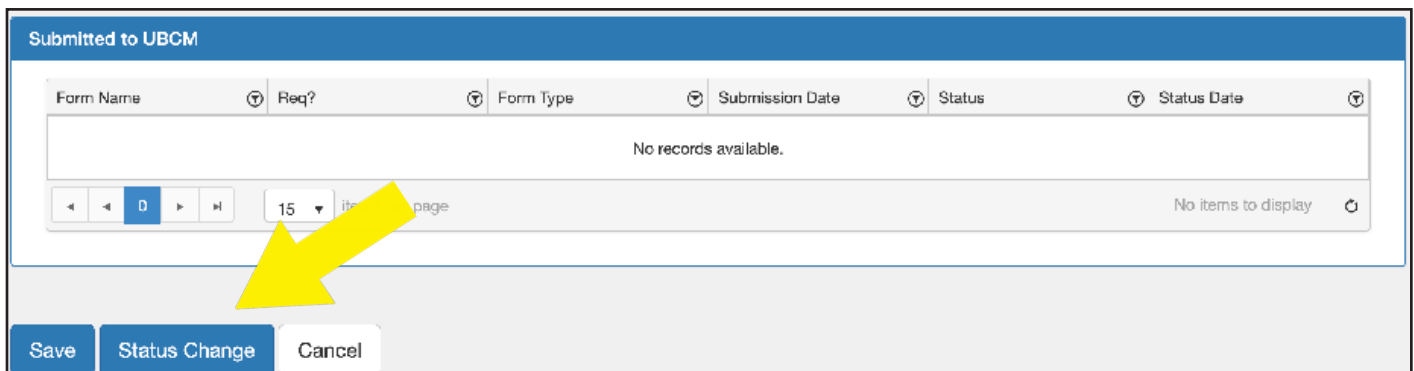 Submitted to UBCM
Form Name Req? Form Type Submission Date Status Status Date
No records available.
0 15 page No items to display
Save Status Change Cancel